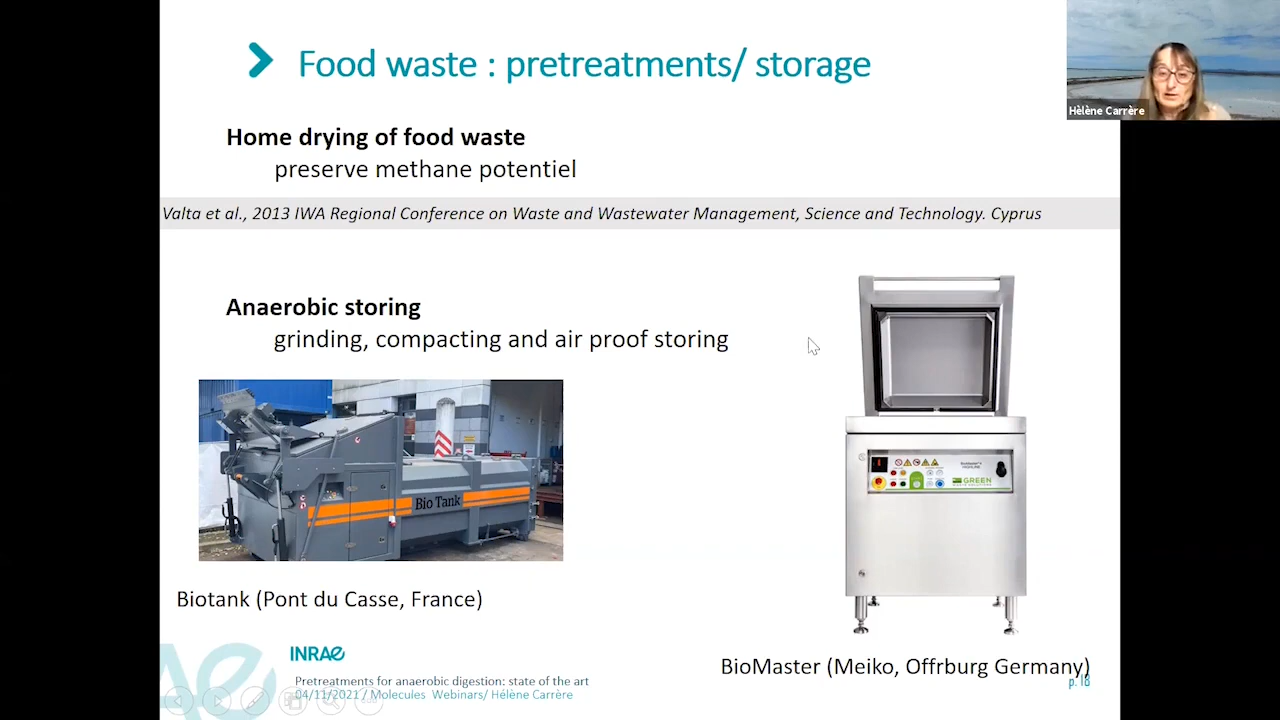 Food waste : pretreatments/ storage
Hélène Carrère
Home drying of food waste
preserve methane potentiel
Valta et al., 2013 IWA Regional Conference on Waste and Wastewater Management, Science and Technology. Cyprus
Anaerobic storing
grinding, compacting and air proof storing
Bio Tank
GREEN
Biotank (Pont du Casse, France)
BioMaster (Meiko, Offrburg Germany)
INRAE
Pretreatments for anaerobic digestion: state of the art
04/11/2021 / Molecules Webinars/ Hélène Carrère
p. 18